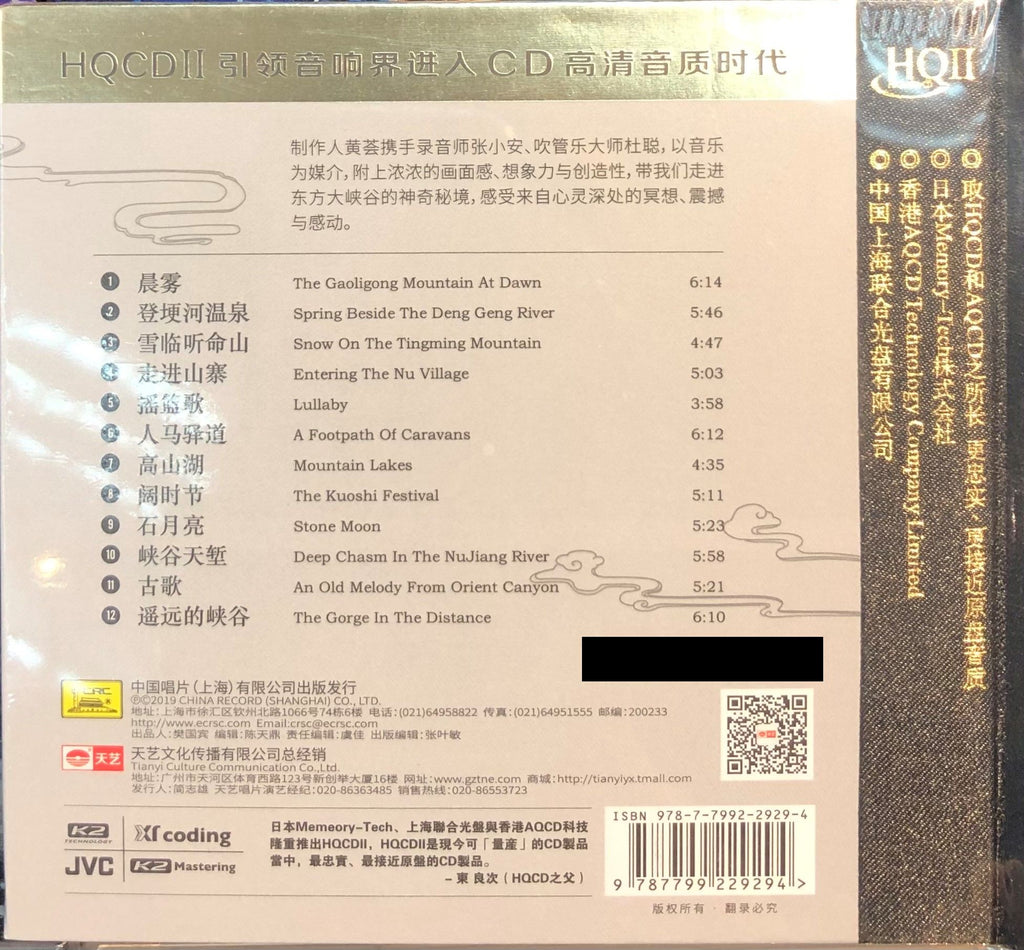 HQCDII 引领音响界进入CD高清音质时代
HQII
制作人黄荟携手录音师张小安、吹管乐大师杜聪，以音乐
为媒介，附上浓浓的画面感、想象力与创造性，带我们走进
东方大峡谷的神奇秘境，感受来自心灵深处的冥想、震撼
与感动。
1 晨雾 The Gaoligong Mountain At Dawn 6:14
2 登埂河温泉 Spring Beside The Deng Geng River 5:46
3 雪临听命山 Snow On The Tingming Mountain 4:47
4 走进山寨 Entering The Nu Village 5:03
5 摇篮歌 Lullaby 3:58
6 人马驿道 A Footpath Of Caravans 6:12
7 高山湖 Mountain Lakes 4:35
8 阔时节 The Kuoshi Festival 5:11
9 石月亮 Stone Moon 5:23
10 峡谷天堑 Deep Chasm In The NuJiang River 5:58
11 古歌 An Old Melody From Orient Canyon 5:21
12 遥远的峡谷 The Gorge In The Distance 6:10
CRC
中国唱片（上海）有限公司出版发行
℗©2019 CHINA RECORD (SHANGHAI) CO., LTD.
地址：上海市徐汇区钦州北路1066号74栋6楼 电话：(021)64958822 传真：(021)64951555 邮编：200233
http://www.ecrsc.com Email:crsc@ecrsc.com
出品人：樊国宾 编辑：陈天鼎 责任编辑：虞佳 出版编辑：张叶敏
天艺
天艺文化传播有限公司总经销
Tianyi Culture Communication Co.,Ltd.
地址：广州市天河区体育西路123号新创举大厦16楼 网址：www.gztne.com 商城：http://tianyiyx.tmall.com
发行人：简志雄 天艺唱片演艺经纪：020-86363485 销售热线：020-86553723
K2 TECHNOLOGY
XR coding
JVC
K2 Mastering
日本Memeory-Tech、上海聯合光盤與香港AQCD科技
隆重推出HQCDII，HQCDII是現今可「量産」的CD製品
當中，最忠實、最接近原盤的CD製品。
– 東 良次（HQCD之父）
ISBN 978-7-7992-2929-4
9 787799 229294 >
版权所有 · 翻录必究
取HQCD和AQCD之所长 更忠实、更接近原盘音质
日本Memory-Tech株式会社
香港AQCD Technology Company Limited
中国上海联合光盘有限公司